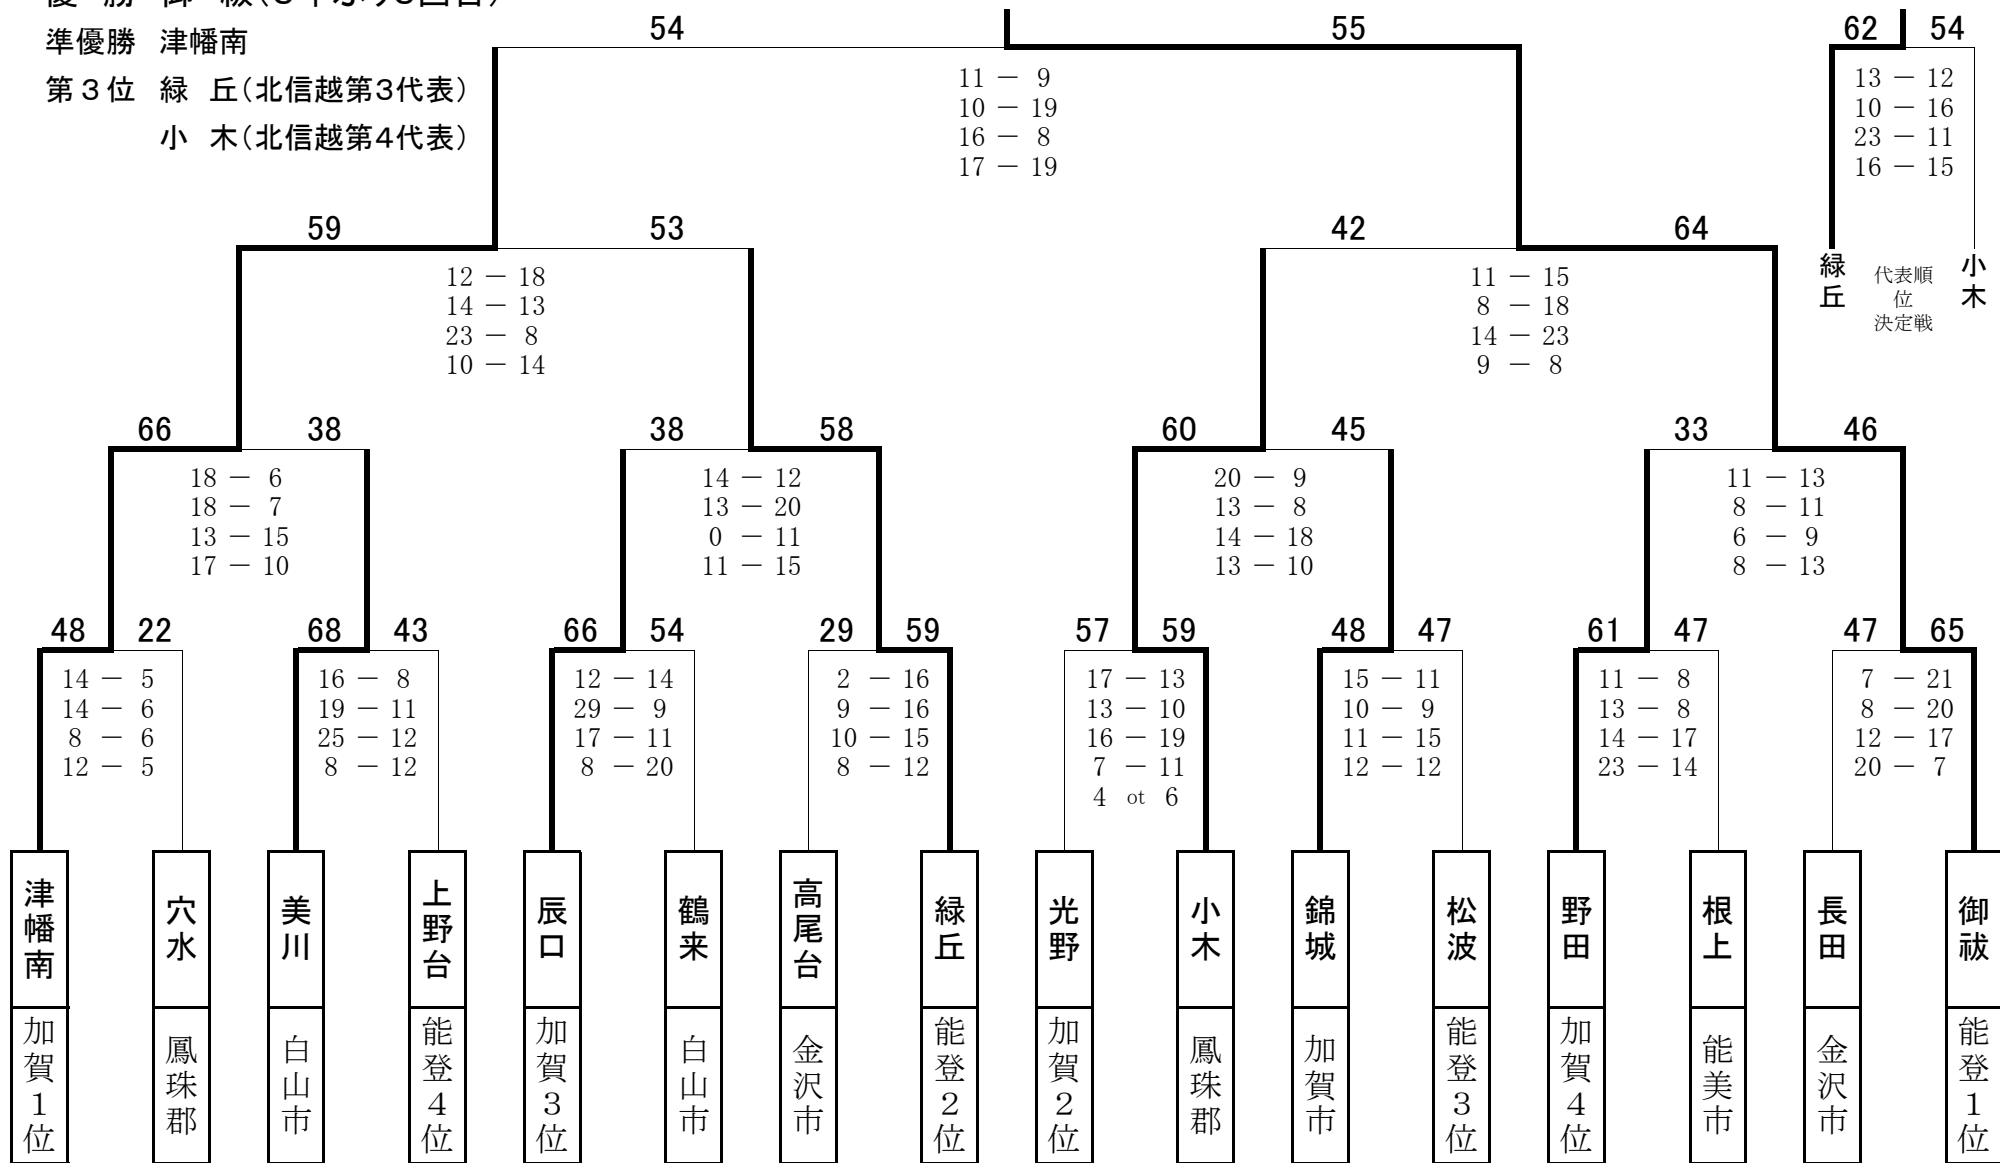 優 勝 御 祓
準優勝 津幡南
第３位 緑 丘(北信越第3代表)
小 木(北信越第4代表)
54 55
11 － 9
10 － 19
16 － 8
17 － 19
62 54
13 － 12
10 － 16
23 － 11
16 － 15
緑丘
代表順
位
決定戦
小木
59 53
12 － 18
14 － 13
23 － 8
10 － 14
42 64
11 － 15
8 － 18
14 － 23
9 － 8
66 38
18 － 6
18 － 7
13 － 15
17 － 10
38 58
14 － 12
13 － 20
0 － 11
11 － 15
60 45
20 － 9
13 － 8
14 － 18
13 － 10
33 46
11 － 13
8 － 11
6 － 9
8 － 13
48 22
14 － 5
14 － 6
8 － 6
12 － 5
68 43
16 － 8
19 － 11
25 － 12
8 － 12
66 54
12 － 14
29 － 9
17 － 11
8 － 20
29 59
2 － 16
9 － 16
10 － 15
8 － 12
57 59
17 － 13
13 － 10
16 － 19
7 － 11
4 ot 6
48 47
15 － 11
10 － 9
11 － 15
12 － 12
61 47
11 － 8
13 － 8
14 － 17
23 － 14
47 65
7 － 21
8 － 20
12 － 17
20 － 7
津幡南
加賀１位
穴水
鳳珠郡
美川
白山市
上野台
能登４位
辰口
加賀３位
鶴来
白山市
高尾台
金沢市
緑丘
能登２位
光野
加賀２位
小木
鳳珠郡
錦城
加賀市
松波
能登３位
野田
加賀４位
根上
能美市
長田
金沢市
御祓
能登１位